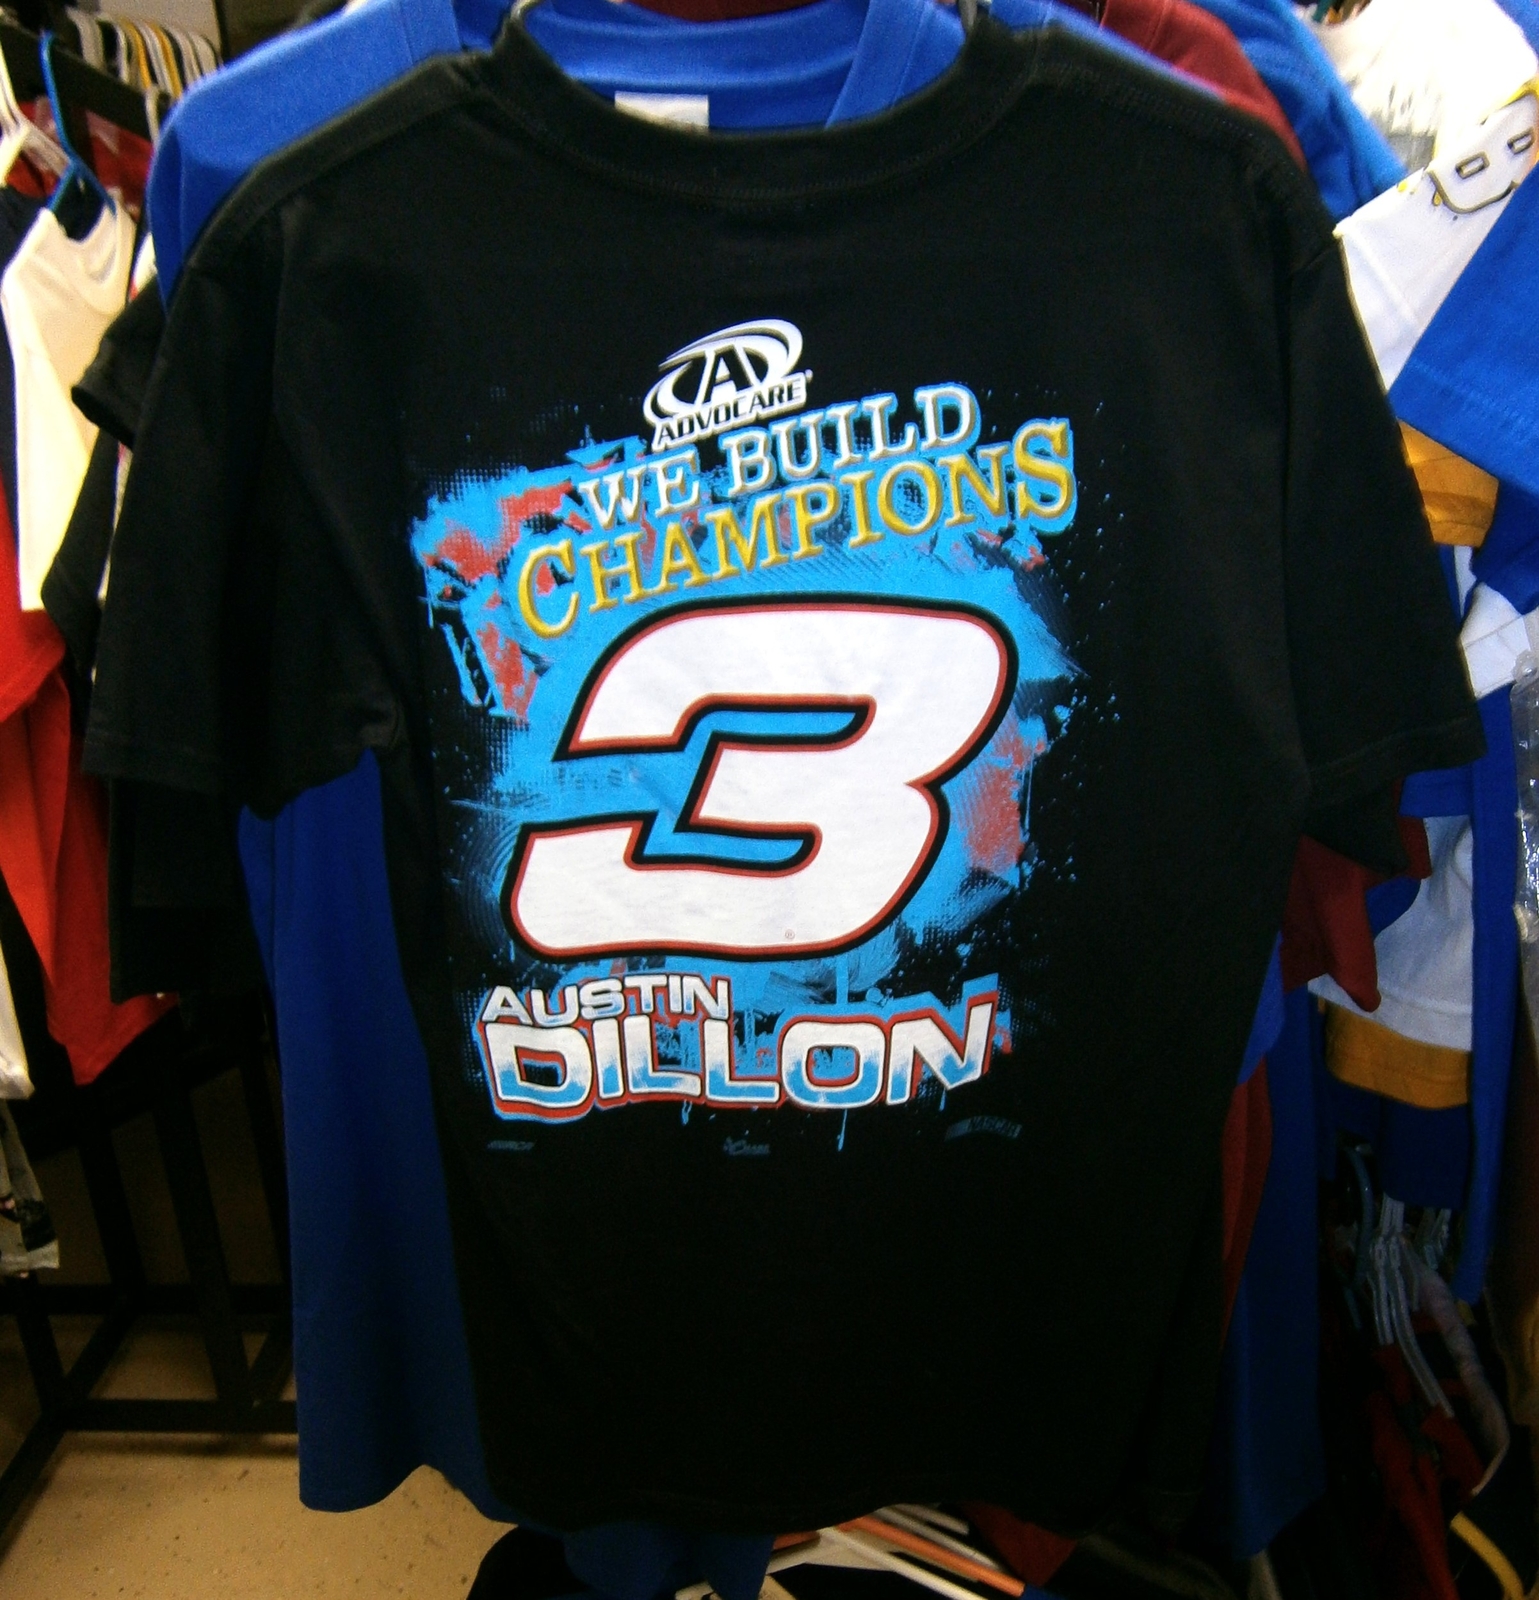 A
ADVOCARE
WE BUILD
CHAMPIONS
3
AUSTIN
DILLON